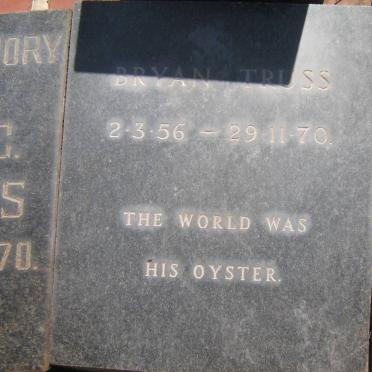 ORY
C.
S
70.
BRYAN TRUSS
2·3·56 – 29·11·70.
THE WORLD WAS
HIS OYSTER.